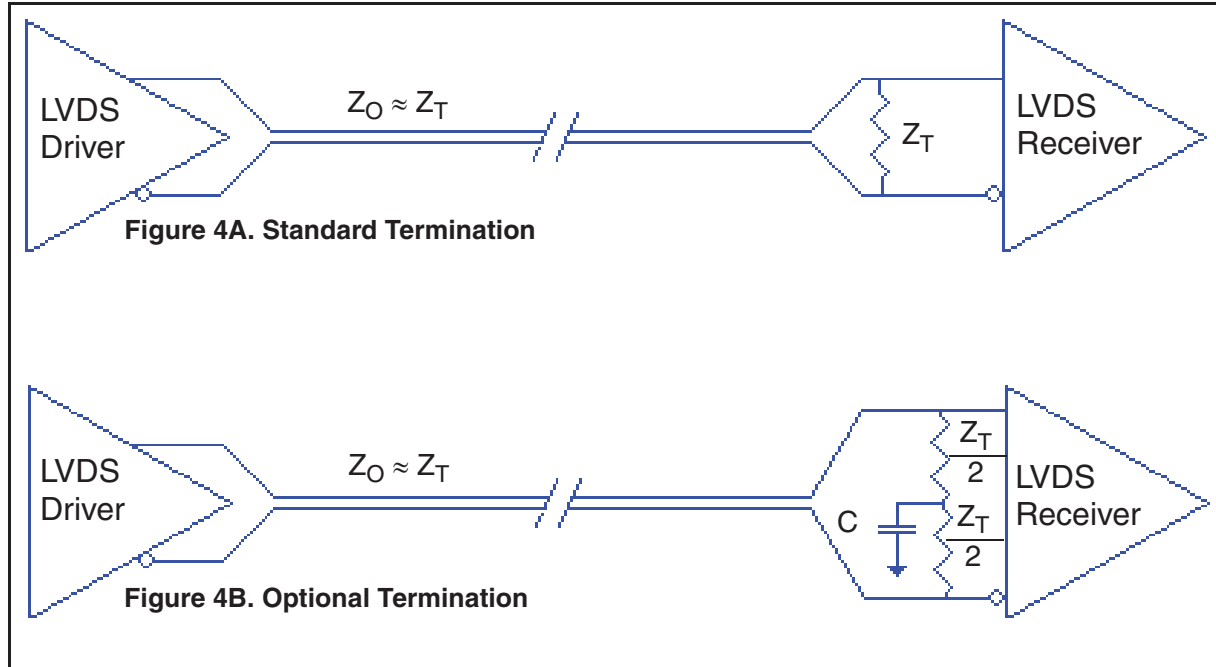 LVDS
Driver
Z_O ≈ Z_T
Z_T
LVDS
Receiver
Figure 4A. Standard Termination
LVDS
Driver
Z_O ≈ Z_T
C
Z_T
2
Z_T
2
LVDS
Receiver
Figure 4B. Optional Termination